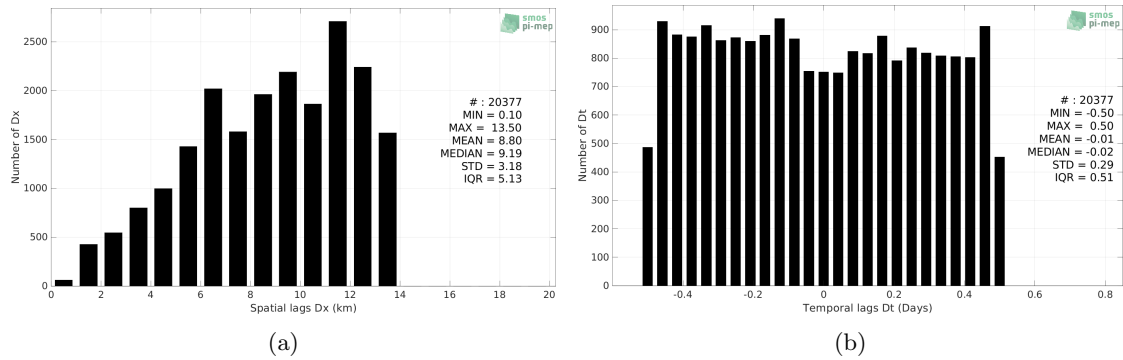 smos
pi-mep
2500
2000
1500
1000
500
0
Number of Dx
# : 20377
MIN = 0.10
MAX = 13.50
MEAN = 8.80
MEDIAN = 9.19
STD = 3.18
IQR = 5.13
0 2 4 6 8 10 12 14 16 18 20
Spatial lags Dx (km)
(a)
smos
pi-mep
900
800
700
600
500
400
300
200
100
0
Number of Dt
# : 20377
MIN = -0.50
MAX = 0.50
MEAN = -0.01
MEDIAN = -0.02
STD = 0.29
IQR = 0.51
-0.4 -0.2 0 0.2 0.4 0.6 0.8
Temporal lags Dt (Days)
(b)